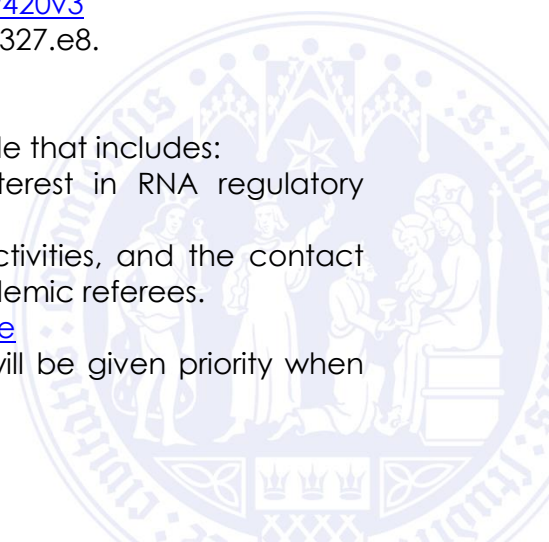 420v3
327.e8.
le that includes:
terest in RNA regulatory
ctivities, and the contact
demic referees.
e
will be given priority when